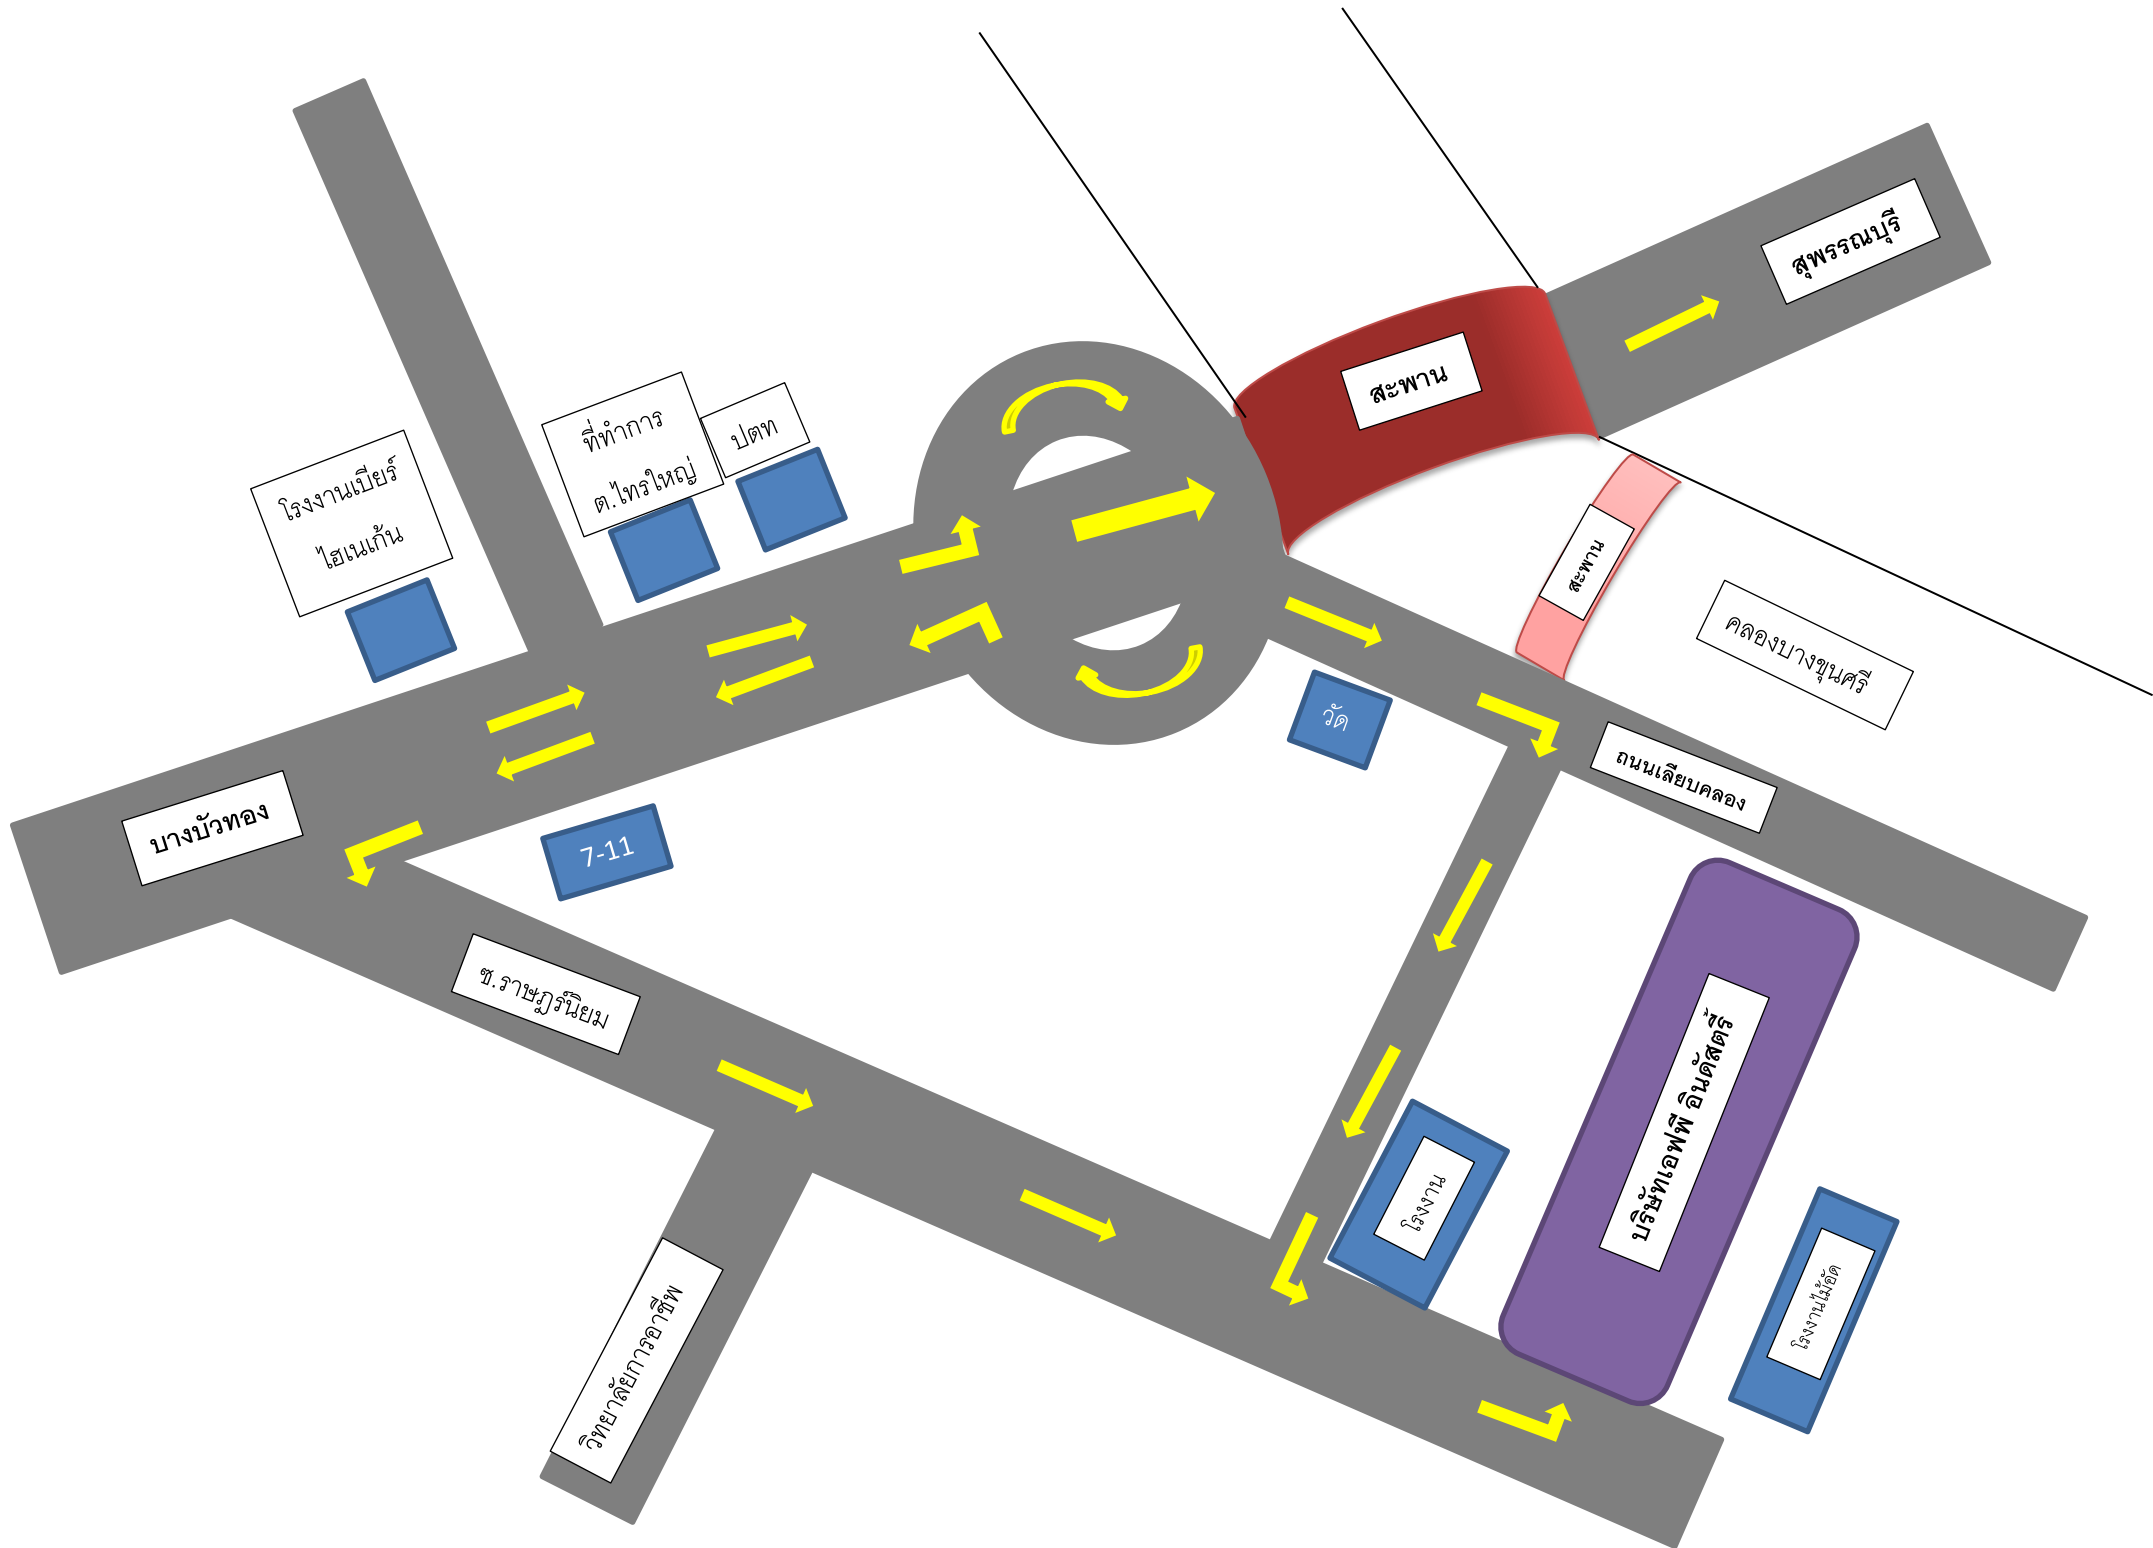 สุพรรณบุรี
สะพาน
ที่ทำการ
ต.ไทรใหญ่
ปตท
โรงงานเบียร์
ไฮเนเก้น
สะพาน
คลองบางขุนศรี
วัด
ถนนเลียบคลอง
บางบัวทอง
7-11
ซ.ราษฎร์นิยม
บริษัทเอฟพี อินดัสตรี้
โรงงาน
โรงงานไม้อัด
วิทยาลัยการอาชีพ